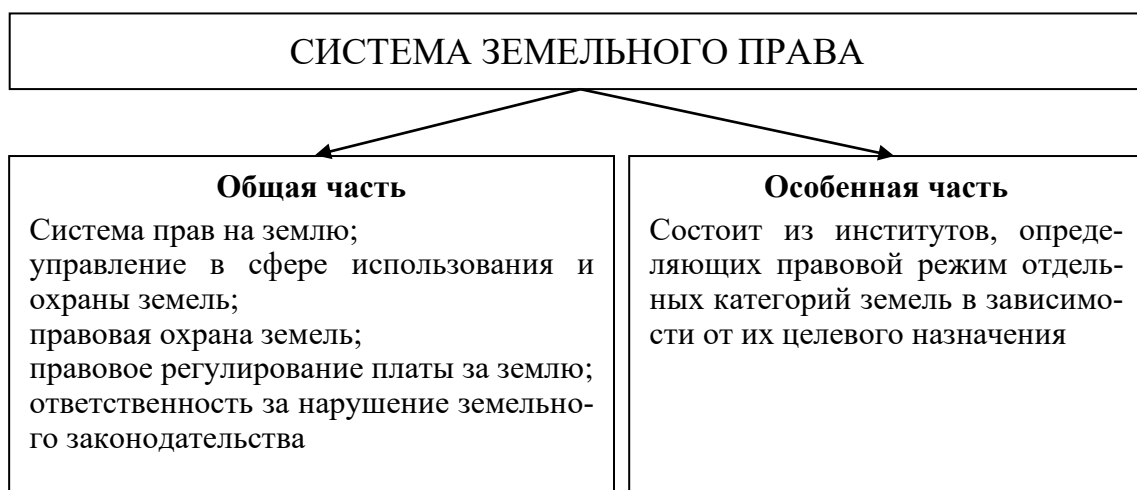 СИСТЕМА ЗЕМЕЛЬНОГО ПРАВА
Общая часть
Система прав на землю;
управление в сфере использования и
охраны земель;
правовая охрана земель;
правовое регулирование платы за землю;
ответственность за нарушение земельно-
го законодательства
Особенная часть
Состоит из институтов, опреде-
ляющих правовой режим отдель-
ных категорий земель в зависимо-
сти от их целевого назначения